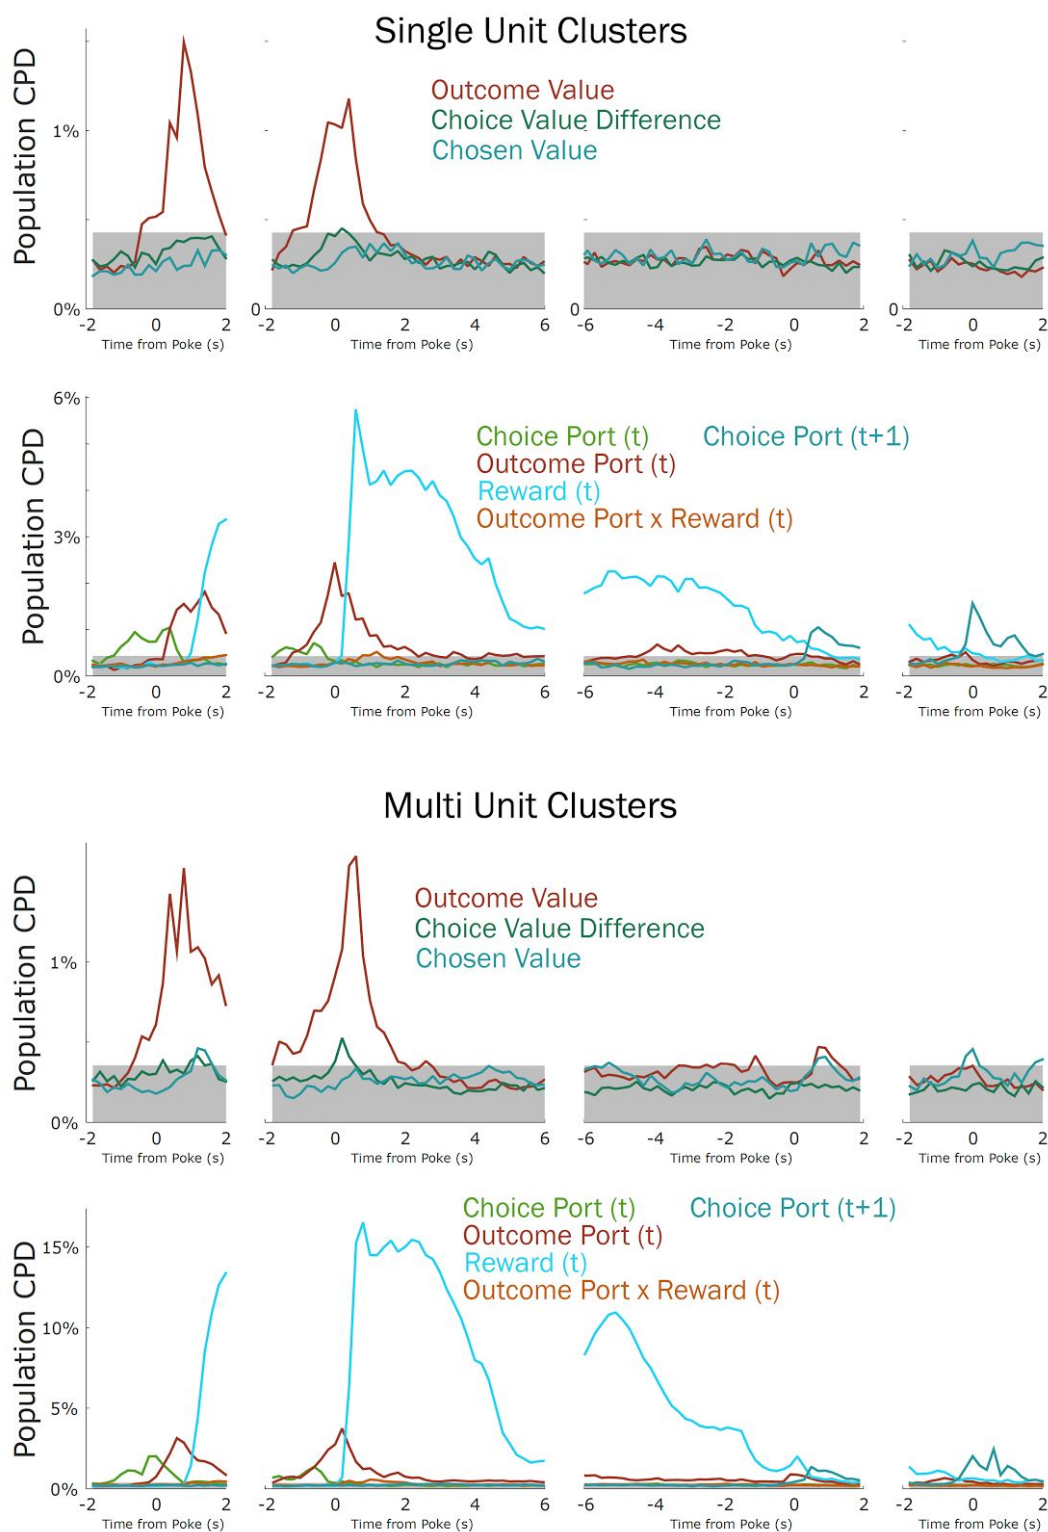 Single Unit Clusters
Population CPD
1%
0%
Outcome Value
Choice Value Difference
Chosen Value
0
0
0
-2 0 2
-2 0 2 4 6
-6 -4 -2 0 2
-2 0 2
Time from Poke (s)
Time from Poke (s)
Time from Poke (s)
Time from Poke (s)
Population CPD
6%
3%
0%
Choice Port (t)
Choice Port (t+1)
Outcome Port (t)
Reward (t)
Outcome Port x Reward (t)
-2 0 2
-2 0 2 4 6
-6 -4 -2 0 2
-2 0 2
Time from Poke (s)
Time from Poke (s)
Time from Poke (s)
Time from Poke (s)
Multi Unit Clusters
Population CPD
1%
0%
Outcome Value
Choice Value Difference
Chosen Value
-2 0 2
-2 0 2 4 6
-6 -4 -2 0 2
-2 0 2
Time from Poke (s)
Time from Poke (s)
Time from Poke (s)
Time from Poke (s)
Population CPD
15%
10%
5%
0%
Choice Port (t)
Choice Port (t+1)
Outcome Port (t)
Reward (t)
Outcome Port x Reward (t)
-2 0 2
-2 0 2 4 6
-6 -4 -2 0 2
-2 0 2
Time from Poke (s)
Time from Poke (s)
Time from Poke (s)
Time from Poke (s)